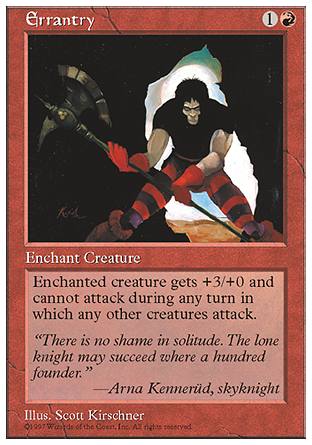 Errantry 1
Enchant Creature
Enchanted creature gets +3/+0 and
cannot attack during any turn in
which any other creatures attack.
“There is no shame in solitude. The lone
knight may succeed where a hundred
founder.”
—Arna Kennerüd, skyknight
Illus. Scott Kirschner
©1997 Wizards of the Coast, Inc. All rights reserved.